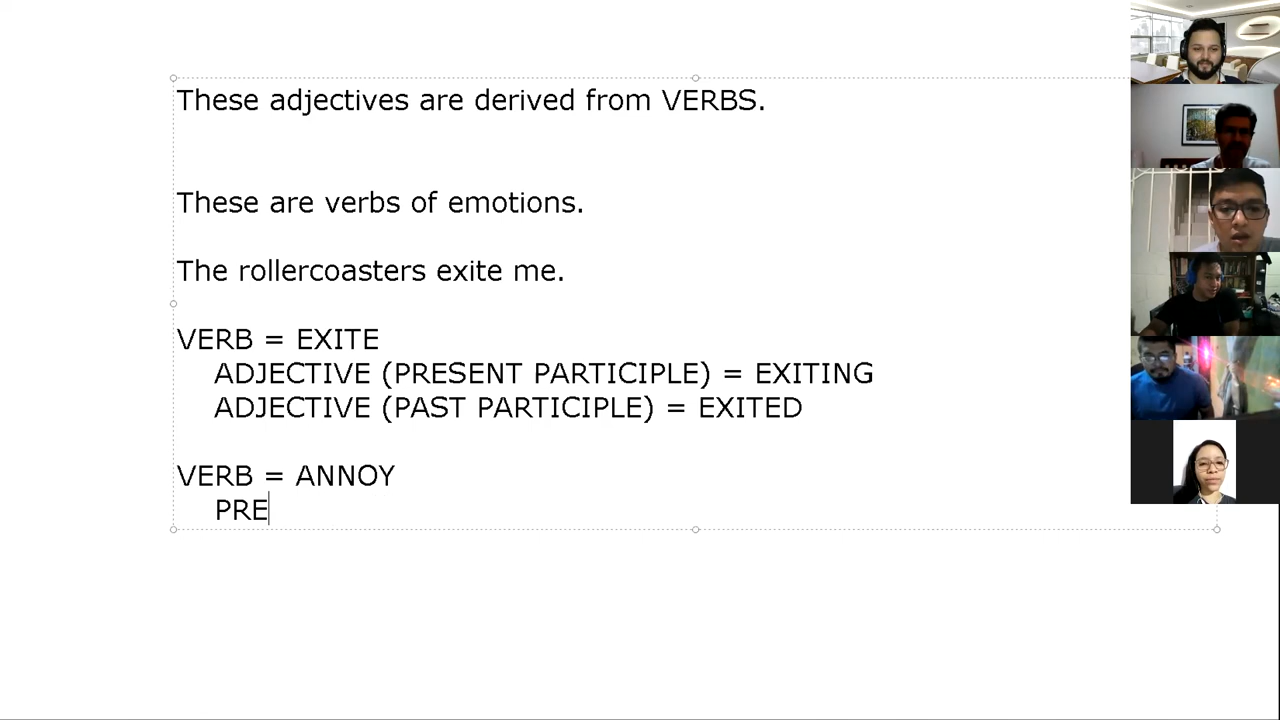 These adjectives are derived from VERBS.
These are verbs of emotions.
The rollercoasters exite me.
VERB = EXITE
ADJECTIVE (PRESENT PARTICIPLE) = EXITING
ADJECTIVE (PAST PARTICIPLE) = EXITED
VERB = ANNOY
PRE